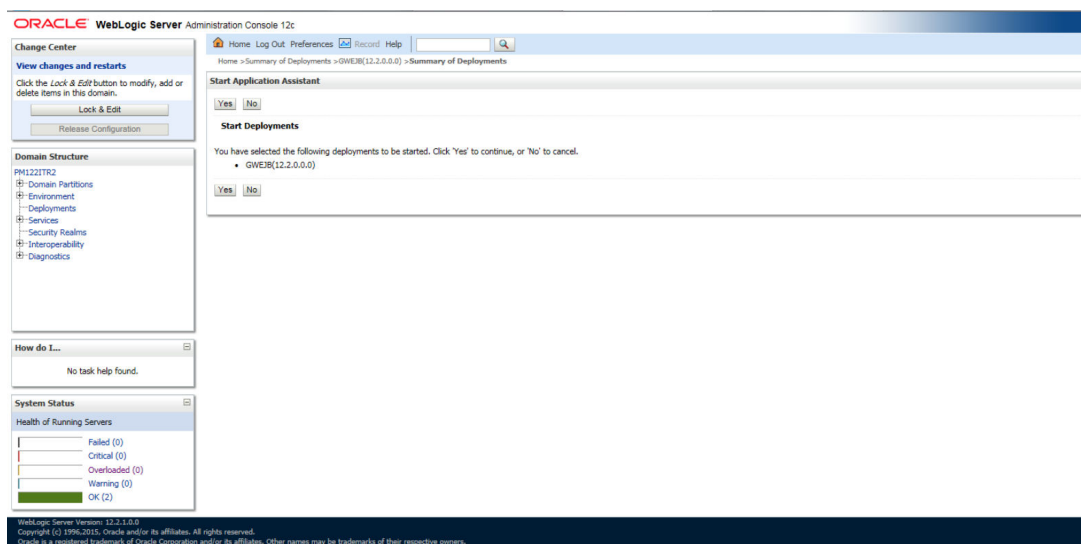 ORACLE WebLogic Server Administration Console 12c
Change Center
View changes and restarts
Click the Lock & Edit button to modify, add or
delete items in this domain.
Lock & Edit
Release Configuration
Domain Structure
PM122ITR2
Domain Partitions
Environment
Deployments
Services
Security Realms
Interoperability
Diagnostics
How do I...
No task help found.
System Status
Health of Running Servers
Failed (0)
Critical (0)
Overloaded (0)
Warning (0)
OK (2)
Home Log Out Preferences Record Help
Home >Summary of Deployments >GWEJB(12.2.0.0.0) >Summary of Deployments
Start Application Assistant
Yes No
Start Deployments
You have selected the following deployments to be started. Click 'Yes' to continue, or 'No' to cancel.
• GWEJB(12.2.0.0.0)
Yes No
WebLogic Server Version: 12.2.1.0.0
Copyright (c) 1996,2015, Oracle and/or its affiliates. All rights reserved.
Oracle is a registered trademark of Oracle Corporation and/or its affiliates. Other names may be trademarks of their respective owners.